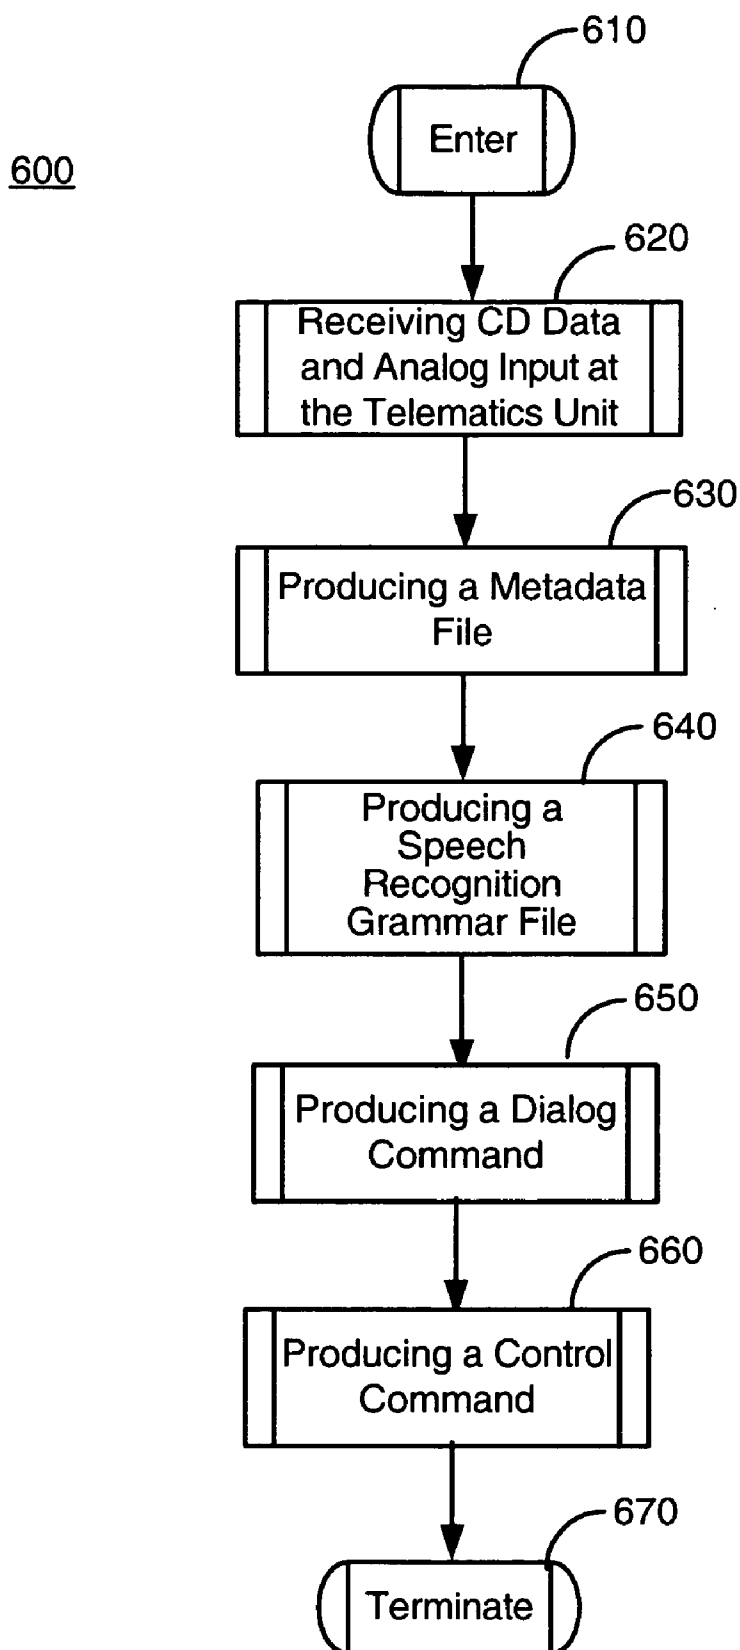 610
Enter
600
620
Receiving CD Data
and Analog Input at
the Telematics Unit
630
Producing a Metadata
File
640
Producing a
Speech
Recognition
Grammar File
650
Producing a Dialog
Command
660
Producing a Control
Command
670
Terminate